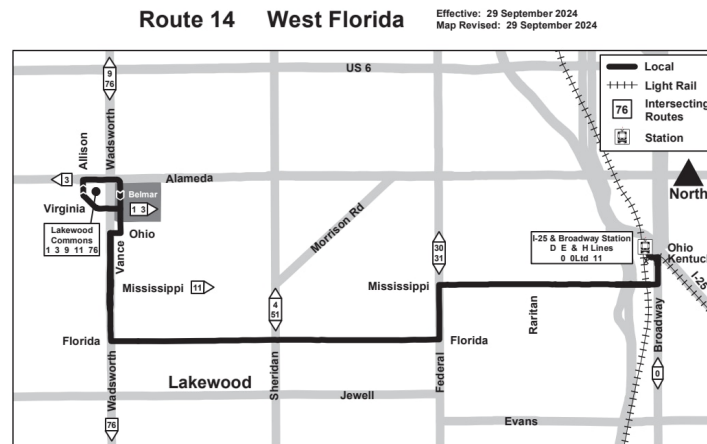 Route 14 West Florida
Effective: 29 September 2024
Map Revised: 29 September 2024
9
76
US 6
Local
Light Rail
76
Intersecting
Routes
Station
North
Allison
Wadsworth
3
Alameda
Belmar
1 3
Virginia
Lakewood
Commons
1 3 9 11 76
Ohio
Vance
Morrison Rd
30
31
I-25 & Broadway Station
D E & H Lines
0 0Ltd 11
Ohio
Kentucky
I-25
Mississippi
11
Mississippi
4
51
Raritan
Broadway
Florida
Florida
Wadsworth
Lakewood
Sheridan
Federal
0
Jewell
76
Evans